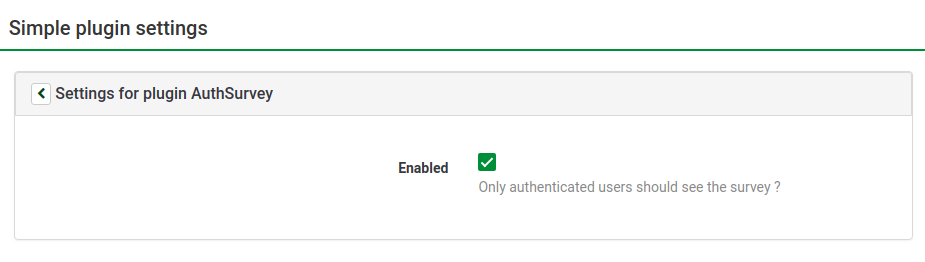 Simple plugin settings
Settings for plugin AuthSurvey
Enabled
Only authenticated users should see the survey ?